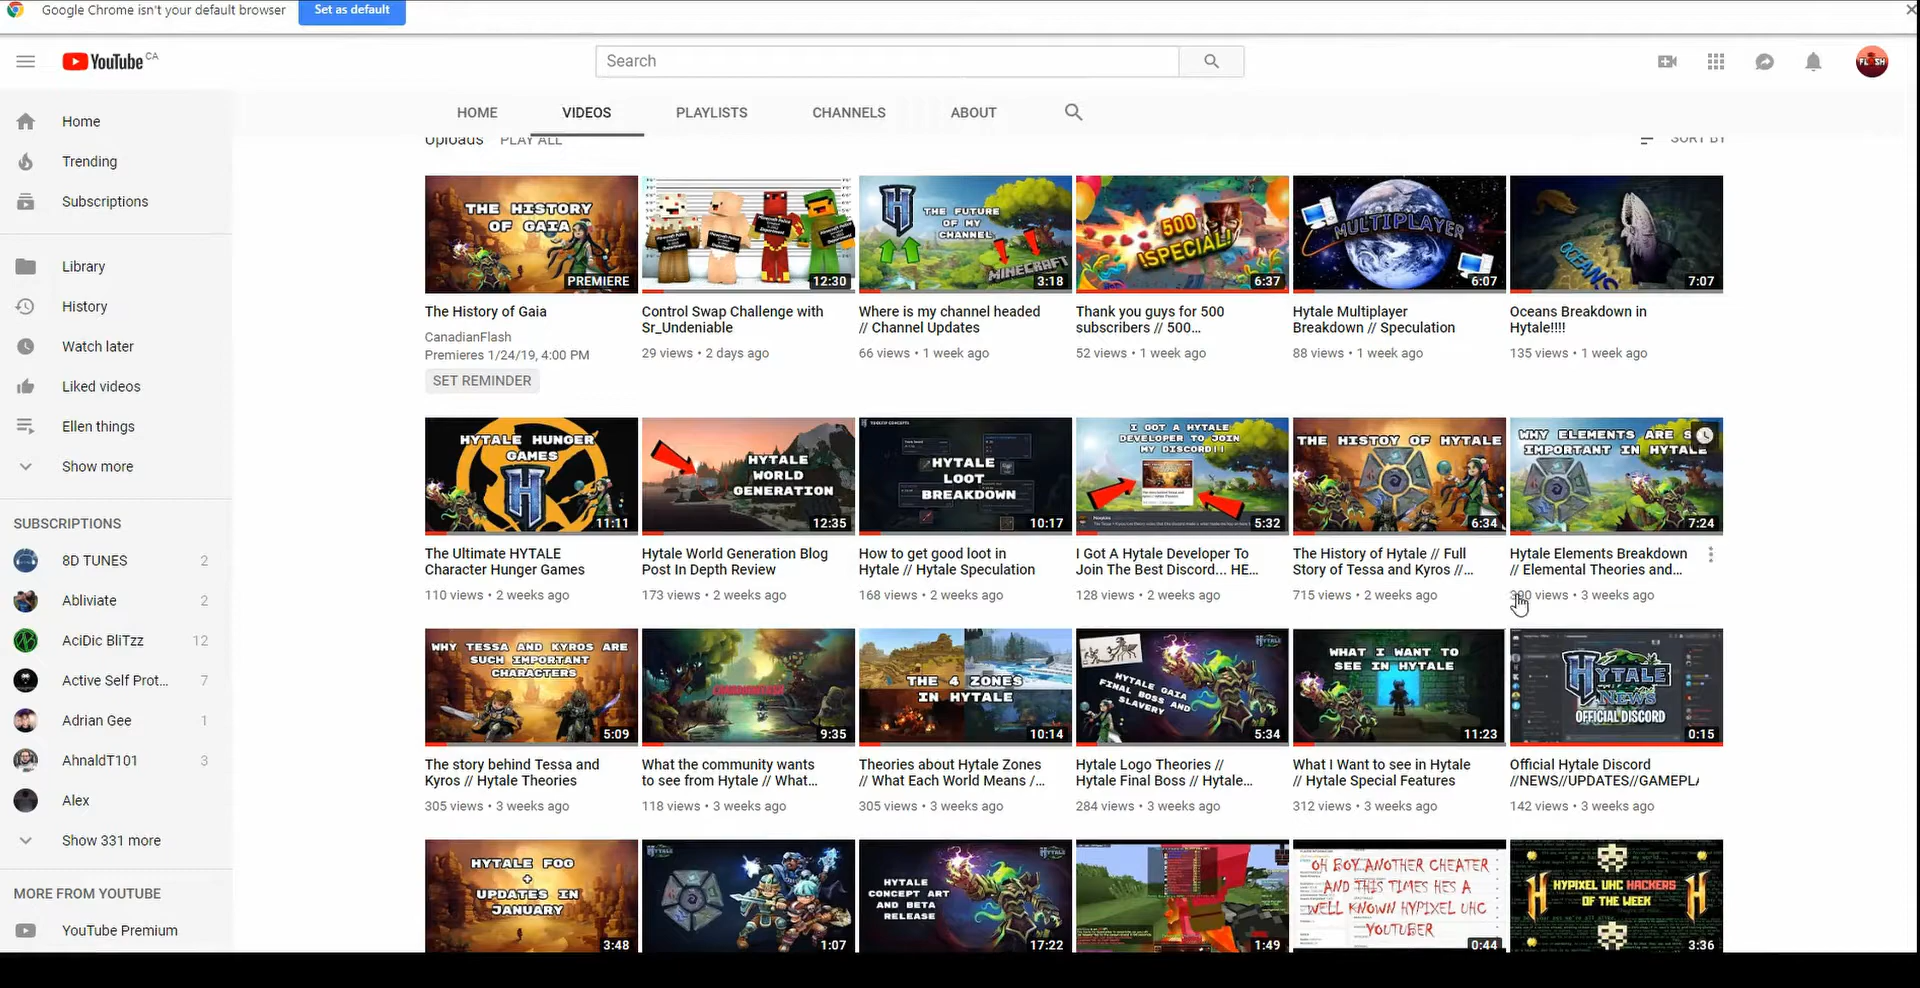 Google Chrome isn't your default browser
Set as default
YouTube CA
Search
FLASH
HOME
VIDEOS
PLAYLISTS
CHANNELS
ABOUT
Uploads
PLAY ALL
SORT BY
Home
Trending
Subscriptions
Library
History
Watch later
Liked videos
Ellen things
Show more
SUBSCRIPTIONS
8D TUNES 2
Abliviate 2
AciDic BliTzz 12
Active Self Prot... 7
Adrian Gee 1
AhnaldT101 3
Alex
Show 331 more
MORE FROM YOUTUBE
YouTube Premium
THE HISTORY
OF GAIA
PREMIERE
The History of Gaia
CanadianFlash
Premieres 1/24/19, 4:00 PM
SET REMINDER
12:30
Control Swap Challenge with
Sr_Undeniable
29 views • 2 days ago
THE FUTURE
OF MY
CHANNEL
MINECRAFT
3:18
Where is my channel headed
// Channel Updates
66 views • 1 week ago
500
SPECIAL!
6:37
Thank you guys for 500
subscribers // 500...
52 views • 1 week ago
MULTIPLAYER
6:07
Hytale Multiplayer
Breakdown // Speculation
88 views • 1 week ago
OCEANS
7:07
Oceans Breakdown in
Hytale!!!!
135 views • 1 week ago
HYTALE HUNGER
GAMES
11:11
The Ultimate HYTALE
Character Hunger Games
110 views • 2 weeks ago
HYTALE
WORLD
GENERATION
12:35
Hytale World Generation Blog
Post In Depth Review
173 views • 2 weeks ago
TOOLTIP CONCEPTS
HYTALE
LOOT
BREAKDOWN
10:17
How to get good loot in
Hytale // Hytale Speculation
168 views • 2 weeks ago
I GOT A HYTALE
DEVELOPER TO JOIN
MY DISCORD!!
5:32
I Got A Hytale Developer To
Join The Best Discord... HE...
128 views • 2 weeks ago
THE HISTOY OF HYTALE
6:34
The History of Hytale // Full
Story of Tessa and Kyros //...
715 views • 2 weeks ago
WHY ELEMENTS ARE S
IMPORTANT IN HYTALE
7:24
Hytale Elements Breakdown
// Elemental Theories and...
views • 3 weeks ago
WHY TESSA AND KYROS ARE
SUCH IMPORTANT
CHARACTERS
5:09
The story behind Tessa and
Kyros // Hytale Theories
305 views • 3 weeks ago
9:35
What the community wants
to see from Hytale // What...
118 views • 3 weeks ago
THE 4 ZONES
IN HYTALE
10:14
Theories about Hytale Zones
// What Each World Means /...
305 views • 3 weeks ago
HYTALE
HYTALE GAIA
FINAL BOSS AND
SLAVERY
5:34
Hytale Logo Theories //
Hytale Final Boss // Hytale...
284 views • 3 weeks ago
WHAT I WANT TO
SEE IN HYTALE
11:23
What I Want to see in Hytale
// Hytale Special Features
312 views • 3 weeks ago
HYTALE
NEWS
OFFICIAL DISCORD
0:15
Official Hytale Discord
//NEWS//UPDATES//GAMEPLA
142 views • 3 weeks ago
HYTALE FOG
+
UPDATES IN
JANUARY
3:48
HYTALE
1:07
HYTALE
HYTALE
CONCEPT ART
AND BETA
RELEASE
17:22
1:49
OH BOY ANOTHER CHEATER
AND THIS TIMES HES A
WELL KNOWN HYPIXEL UHC
YOUTUBER
0:44
HYPIXEL UHC HACKERS
OF THE WEEK
3:36